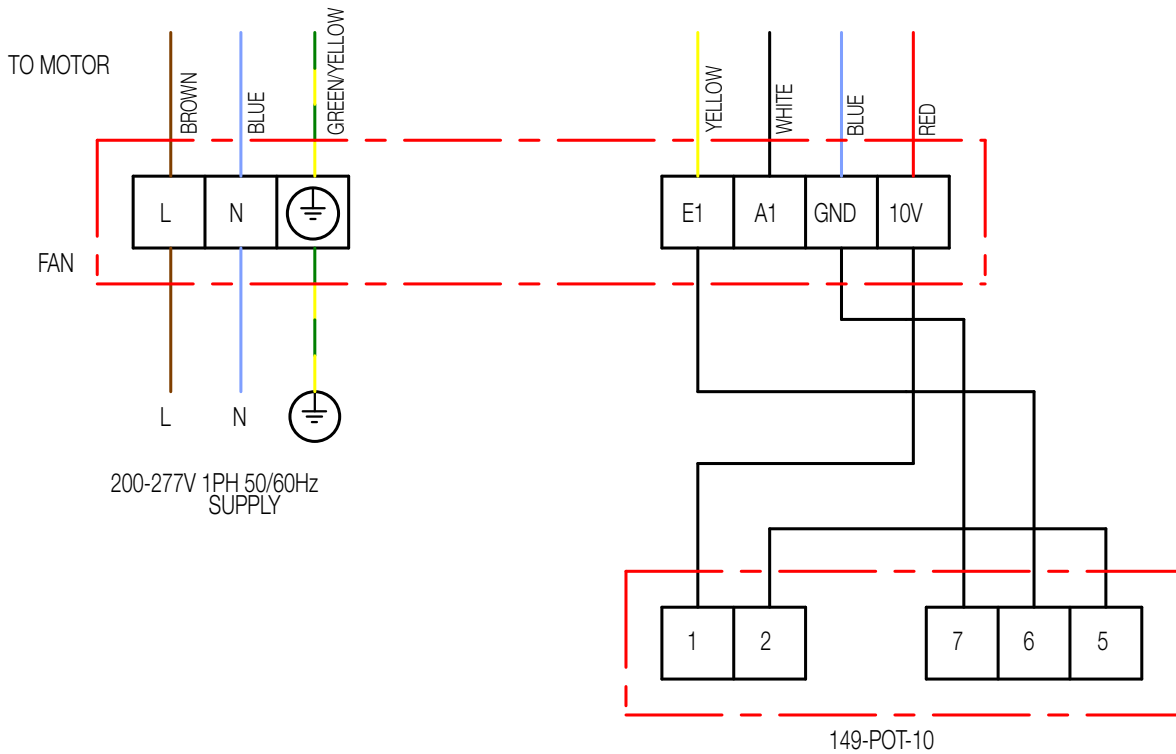 TO MOTOR
BROWN
BLUE
GREEN/YELLOW
YELLOW
WHITE
BLUE
RED
L N
E1 A1 GND 10V
FAN
L N
200-277V 1PH 50/60Hz
SUPPLY
1 2 7 6 5
149-POT-10